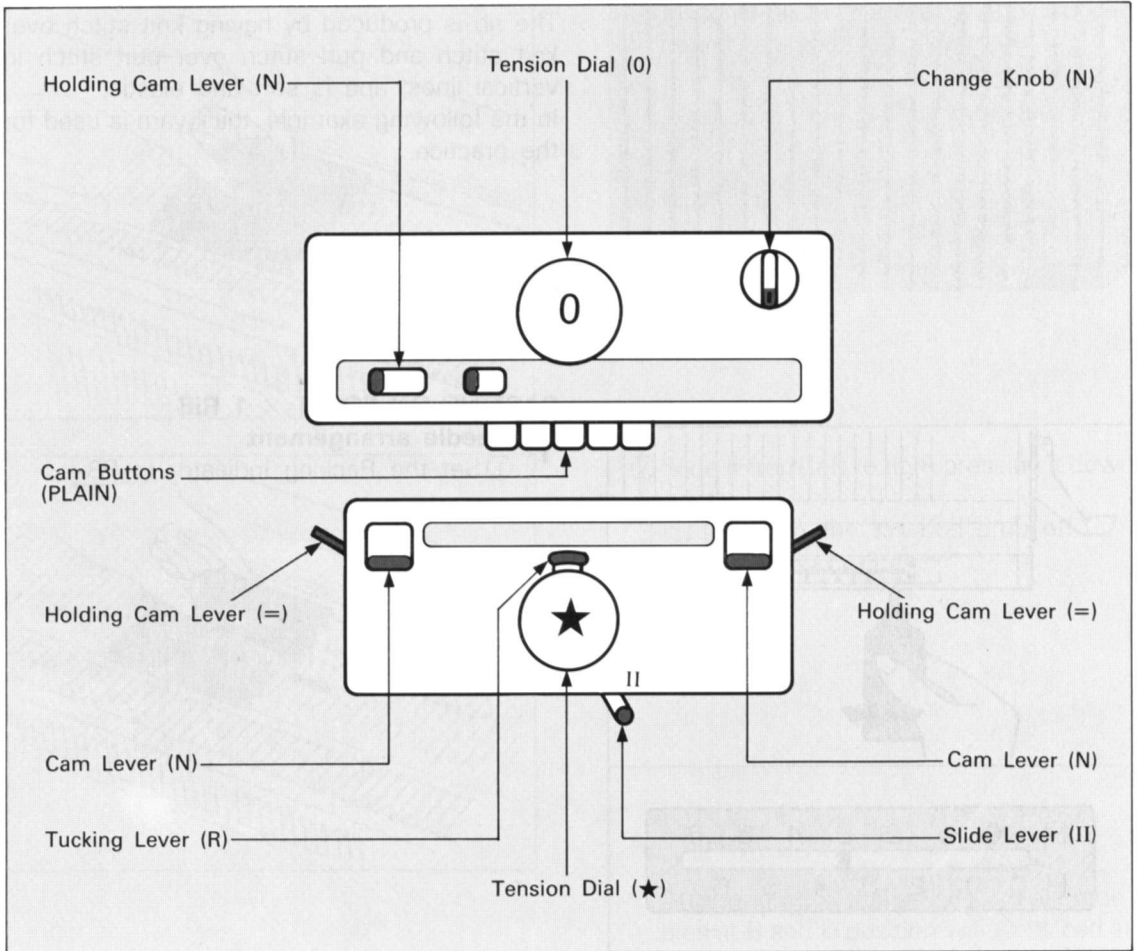 Holding Cam Lever (N)
Tension Dial (0)
Change Knob (N)
0
Cam Buttons
(PLAIN)
Holding Cam Lever (=)
Holding Cam Lever (=)
★
II
Cam Lever (N)
Cam Lever (N)
Tucking Lever (R)
Slide Lever (II)
Tension Dial (★)